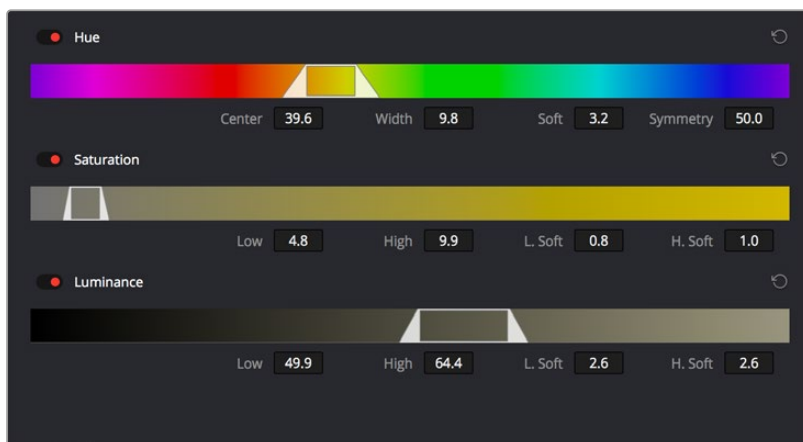 Hue
Center 39.6 Width 9.8 Soft 3.2 Symmetry 50.0
Saturation
Low 4.8 High 9.9 L. Soft 0.8 H. Soft 1.0
Luminance
Low 49.9 High 64.4 L. Soft 2.6 H. Soft 2.6